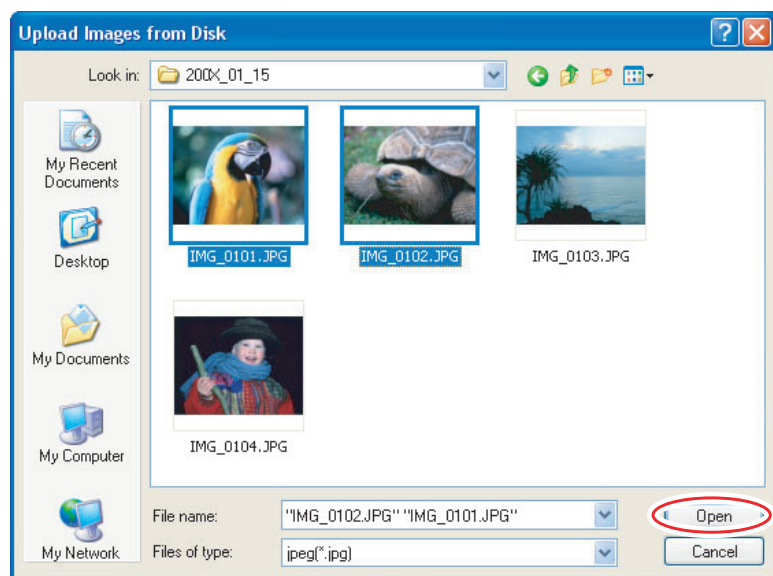 Upload Images from Disk
Look in: 200X_01_15
My Recent
Documents
Desktop
My Documents
My Computer
My Network
IMG_0101.JPG IMG_0102.JPG IMG_0103.JPG
IMG_0104.JPG
File name: "IMG_0102.JPG" "IMG_0101.JPG" Open
Files of type: jpeg(*.jpg) Cancel